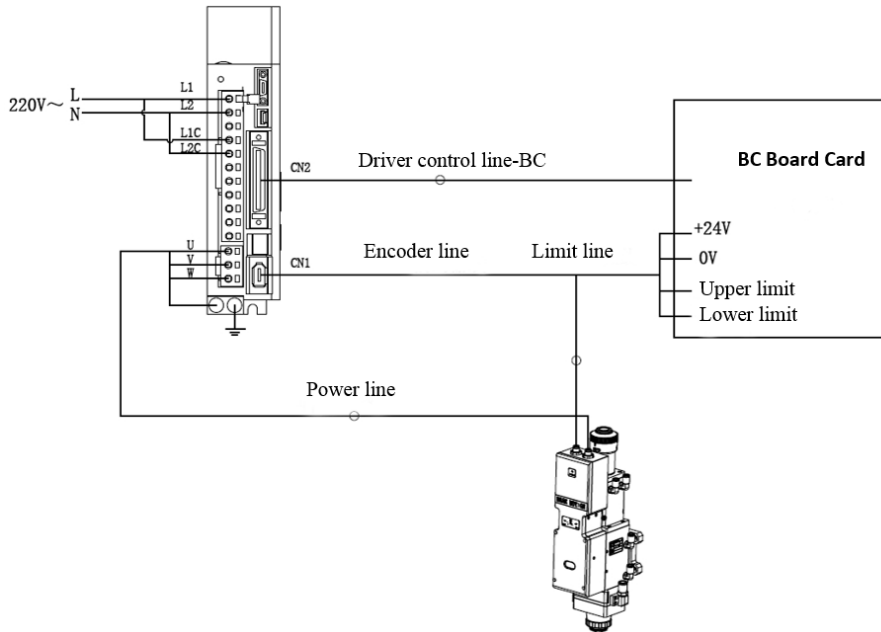 220V～ L
N
L1
L2
L1C
L2C
CN2
Driver control line-BC
BC Board Card
+24V
0V
Upper limit
Lower limit
U
V
W
CN1
Encoder line
Limit line
Power line